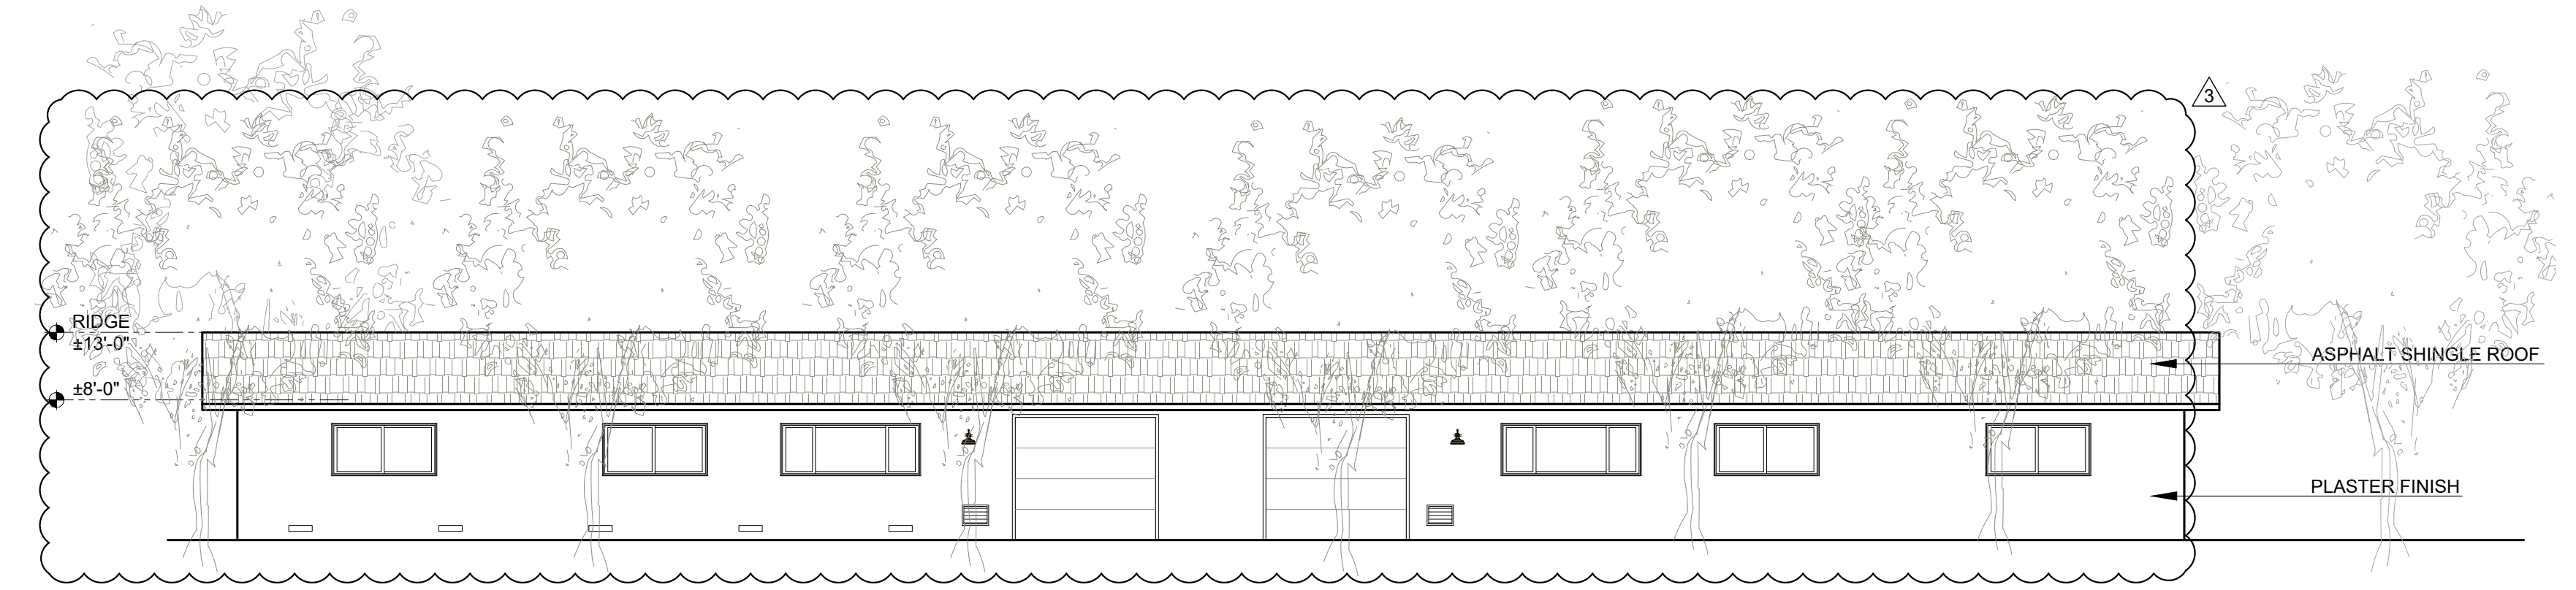 3
RIDGE
±13'-0"
ASPHALT SHINGLE ROOF
±8'-0"
PLASTER FINISH